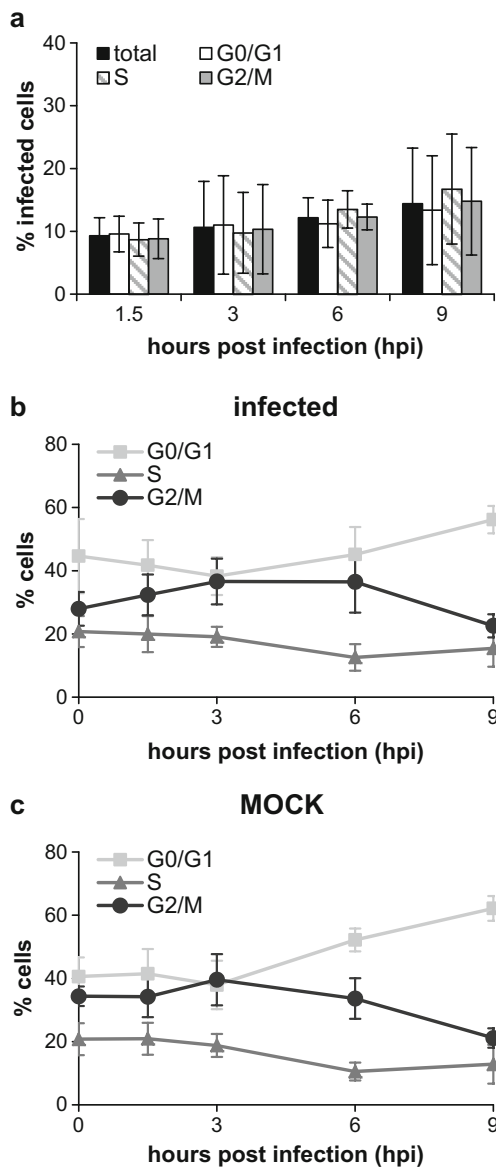 a
total G0/G1
S G2/M
40
30
20
10
0
% infected cells
1.5 3 6 9
hours post infection (hpi)
b infected
80
60
40
20
0
% cells
G0/G1
S
G2/M
0 3 6 9
hours post infection (hpi)
c MOCK
80
60
40
20
0
% cells
G0/G1
S
G2/M
0 3 6 9
hours post infection (hpi)